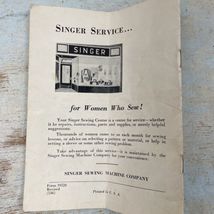 SINGER SERVICE...
SINGER
for Women Who Sew!
Your Singer Sewing Center is a center for service — whether
it be repairs, instructions, parts and supplies, or merely helpful
suggestions.
Thousands of women come to us each month for sewing
lessons, or advice on selecting a pattern or material, or help in
setting a sleeve or some other sewing problem.
Take advantage of this service — it is maintained by the
Singer Sewing Machine Company for your convenience.
SINGER SEWING MACHINE COMPANY
Form
Revised
Printed in U. S. A.